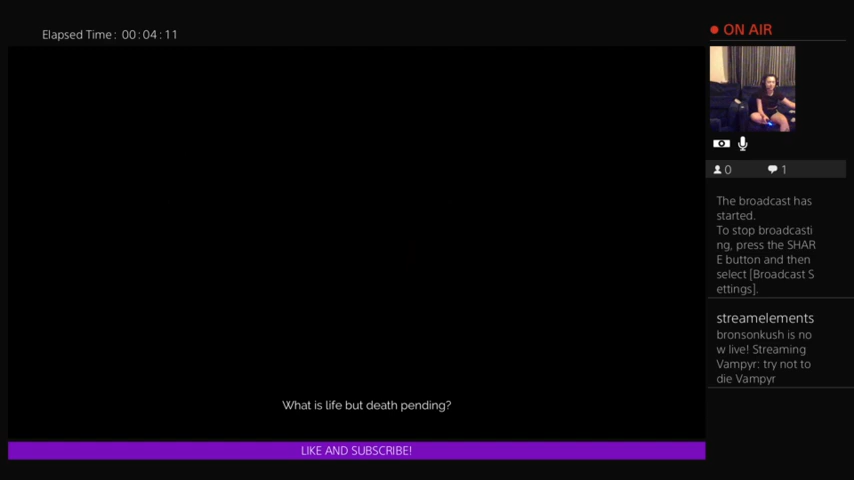 Elapsed Time: 00:04:11
ON AIR
0
1
The broadcast has
started.
To stop broadcasti
ng, press the SHAR
E button and then
select [Broadcast S
ettings].
streamelements
bronsonkush is no
w live! Streaming
Vampyr: try not to
die Vampyr
What is life but death pending?
LIKE AND SUBSCRIBE!